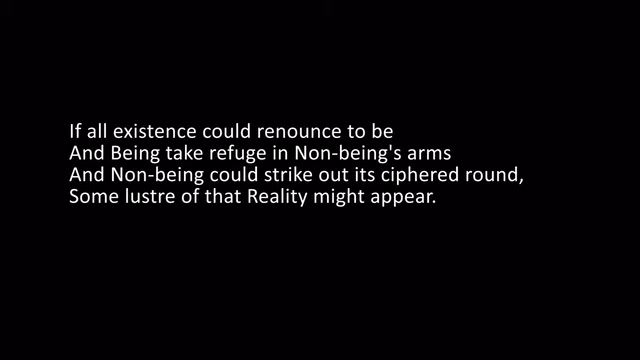 If all existence could renounce to be
And Being take refuge in Non-being's arms
And Non-being could strike out its ciphered round,
Some lustre of that Reality might appear.